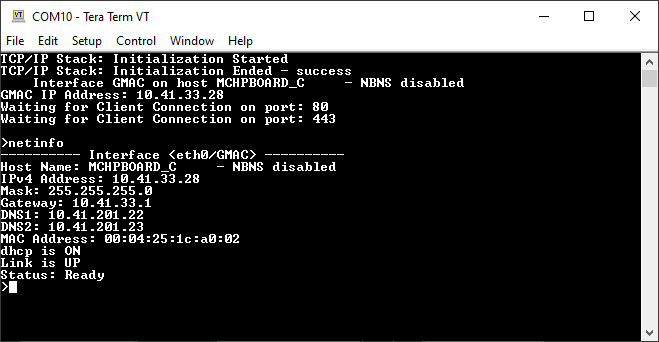 COM10 - Tera Term VT
File Edit Setup Control Window Help
TCP/IP Stack: Initialization Started
TCP/IP Stack: Initialization Ended - success
    Interface GMAC on host MCHPBOARD_C     - NBNS disabled
GMAC IP Address: 10.41.33.28
Waiting for Client Connection on port: 80
Waiting for Client Connection on port: 443
>netinfo
---------- Interface <eth0/GMAC> ----------
Host Name: MCHPBOARD_C     - NBNS disabled
IPv4 Address: 10.41.33.28
Mask: 255.255.255.0
Gateway: 10.41.33.1
DNS1: 10.41.201.22
DNS2: 10.41.201.23
MAC Address: 00:04:25:1c:a0:02
dhcp is ON
Link is UP
Status: Ready
>